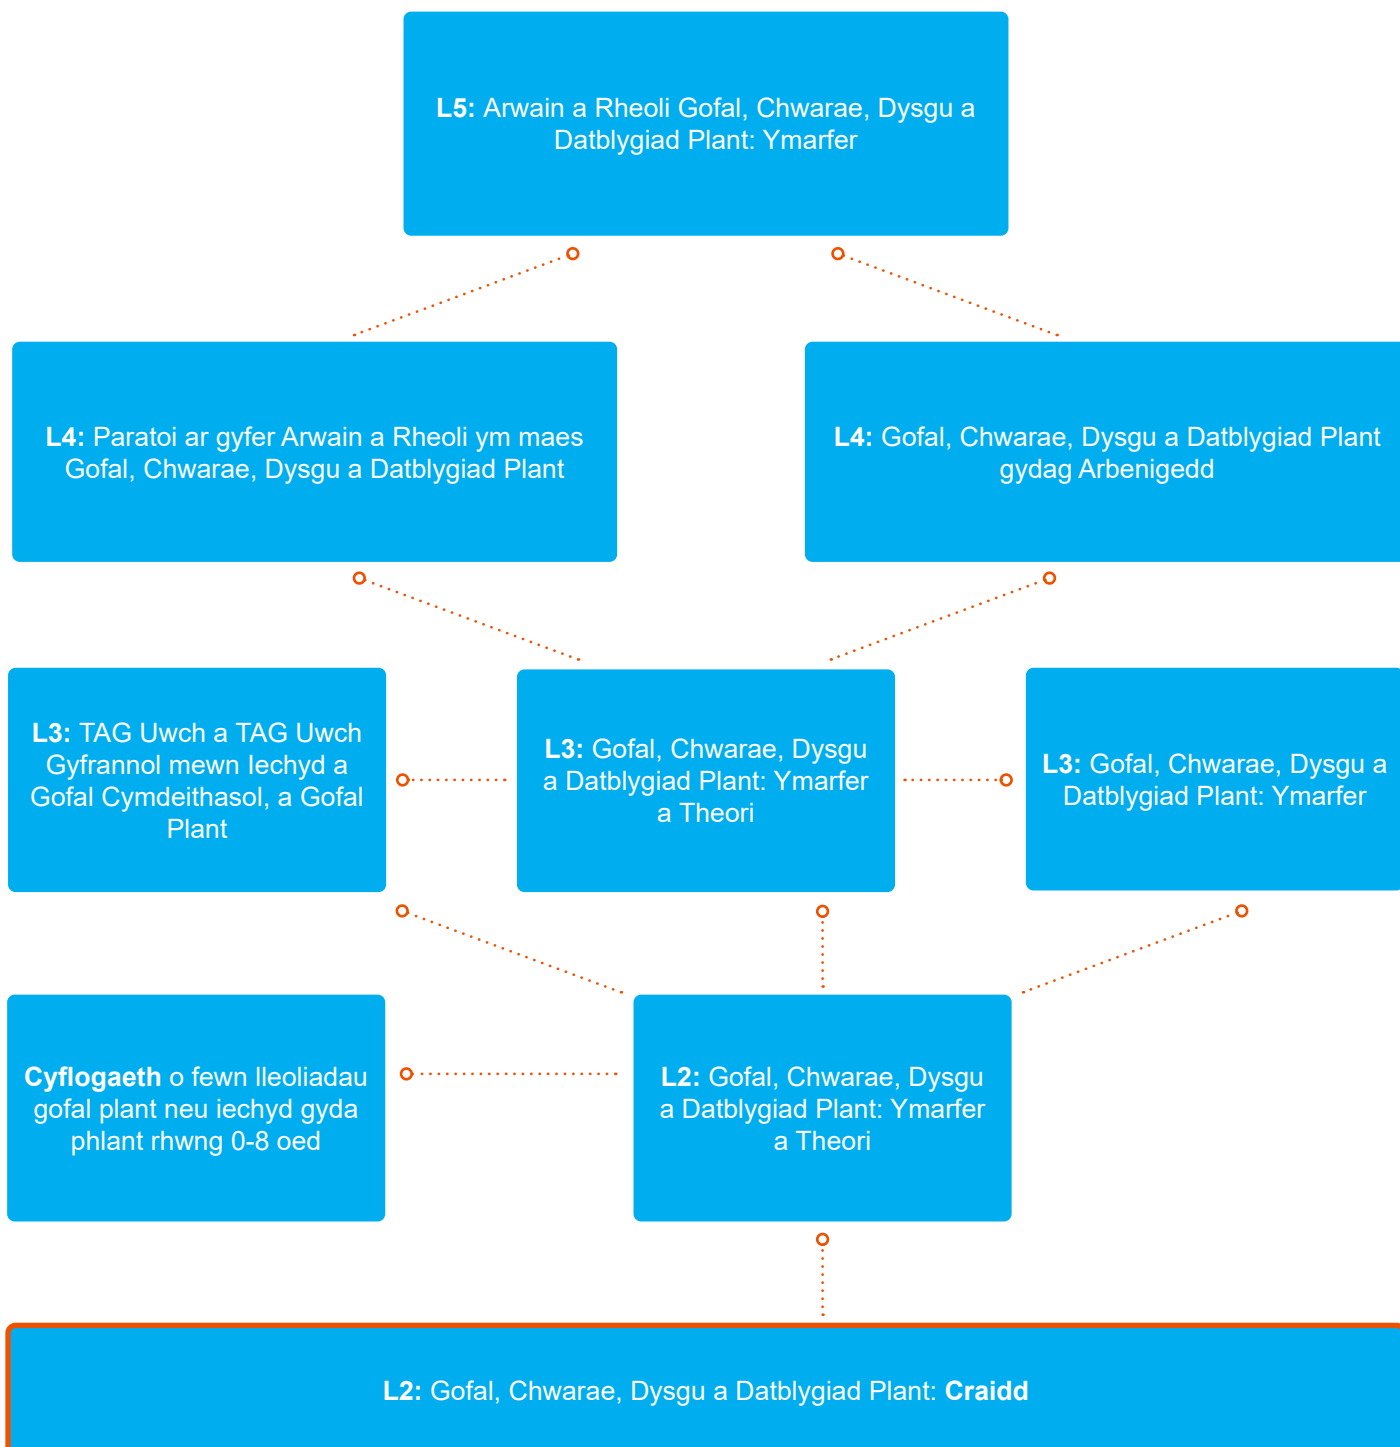 L5: Arwain a Rheoli Gofal, Chwarae, Dysgu a
Datblygiad Plant: Ymarfer
L4: Paratoi ar gyfer Arwain a Rheoli ym maes
Gofal, Chwarae, Dysgu a Datblygiad Plant
L4: Gofal, Chwarae, Dysgu a Datblygiad Plant
gydag Arbenigedd
L3: TAG Uwch a TAG Uwch
Gyfrannol mewn Iechyd a
Gofal Cymdeithasol, a Gofal
Plant
L3: Gofal, Chwarae, Dysgu
a Datblygiad Plant: Ymarfer
a Theori
L3: Gofal, Chwarae, Dysgu a
Datblygiad Plant: Ymarfer
Cyflogaeth o fewn lleoliadau
gofal plant neu iechyd gyda
phlant rhwng 0-8 oed
L2: Gofal, Chwarae, Dysgu
a Datblygiad Plant: Ymarfer
a Theori
L2: Gofal, Chwarae, Dysgu a Datblygiad Plant: Craidd